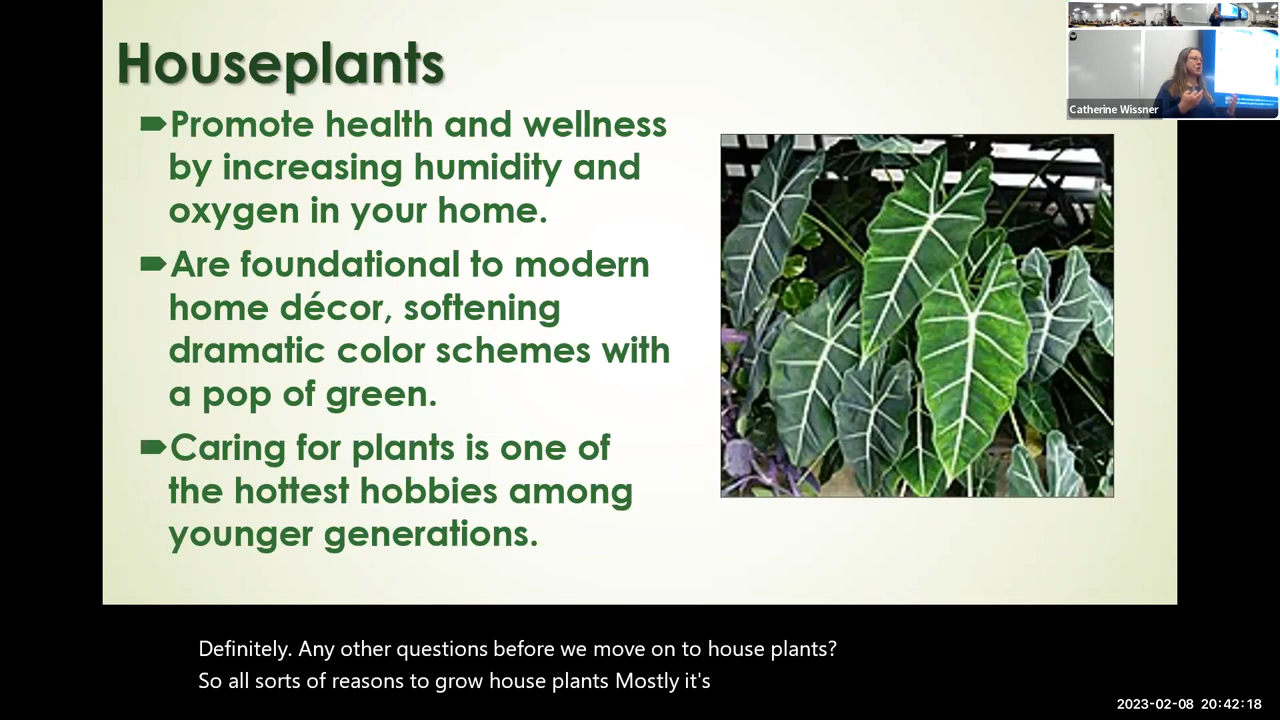 Houseplants
Promote health and wellness
by increasing humidity and
oxygen in your home.
Are foundational to modern
home décor, softening
dramatic color schemes with
a pop of green.
Caring for plants is one of
the hottest hobbies among
younger generations.
Catherine Wissner
Definitely. Any other questions before we move on to house plants?
So all sorts of reasons to grow house plants Mostly it's
2023-02-08 20:42:18